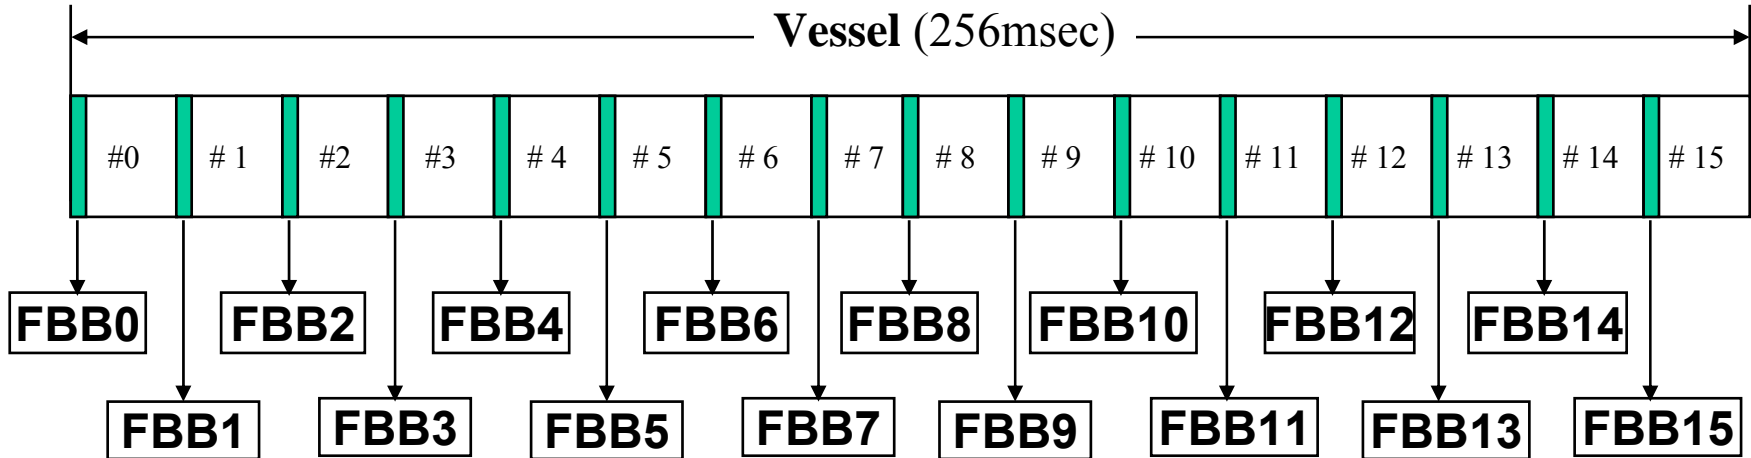 Vessel (256msec)
#0 # 1 #2 #3 # 4 # 5 # 6 # 7 # 8 # 9 # 10 # 11 # 12 # 13 # 14 # 15
FBB0 FBB2 FBB4 FBB6 FBB8 FBB10 FBB12 FBB14
FBB1 FBB3 FBB5 FBB7 FBB9 FBB11 FBB13 FBB15